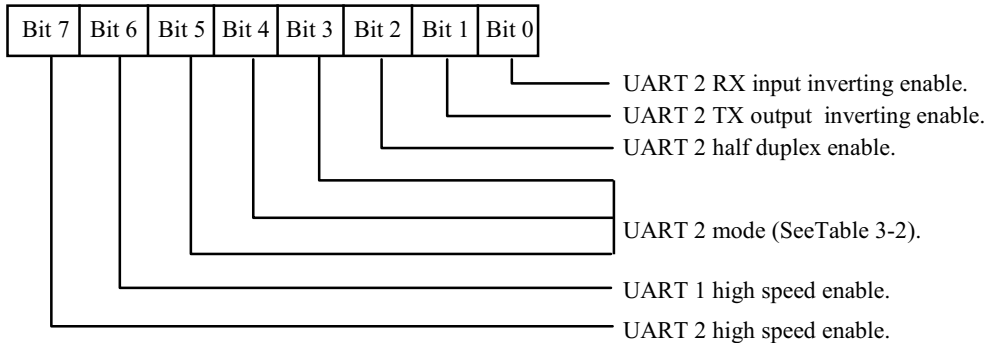 Bit 7 Bit 6 Bit 5 Bit 4 Bit 3 Bit 2 Bit 1 Bit 0
UART 2 RX input inverting enable.
UART 2 TX output inverting enable.
UART 2 half duplex enable.
UART 2 mode (SeeTable 3-2).
UART 1 high speed enable.
UART 2 high speed enable.